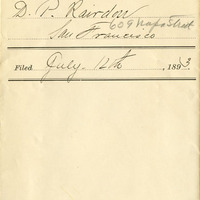 D. P. Rairdon
609 Napa Street
San Francisco
Filed July 12th, 1893.